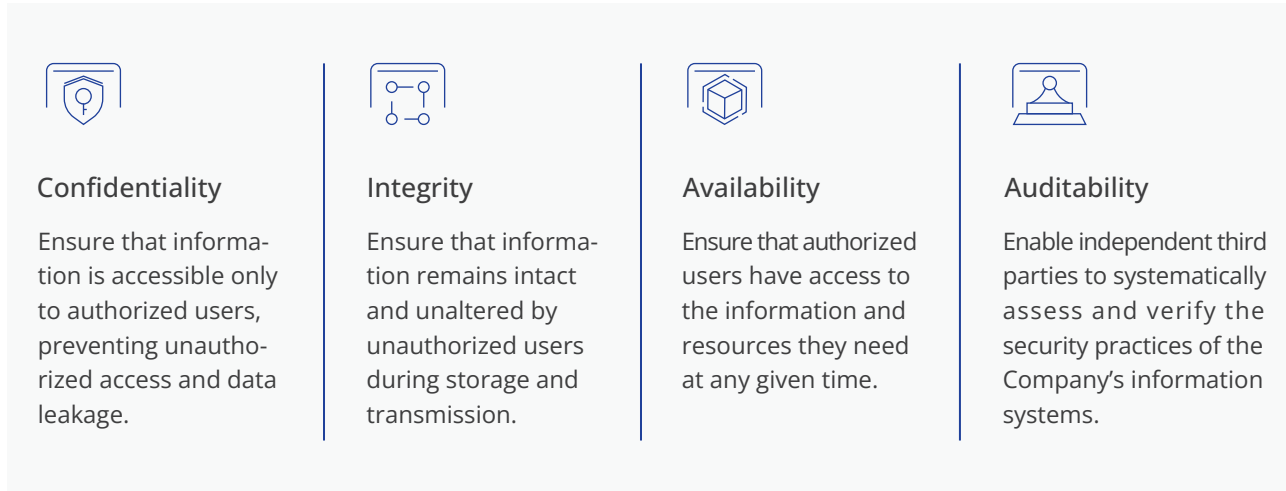 Confidentiality
Ensure that informa-
tion is accessible only
to authorized users,
preventing unautho-
rized access and data
leakage.
Integrity
Ensure that informa-
tion remains intact
and unaltered by
unauthorized users
during storage and
transmission.
Availability
Ensure that authorized
users have access to
the information and
resources they need
at any given time.
Auditability
Enable independent third
parties to systematically
assess and verify the
security practices of the
Company’s information
systems.